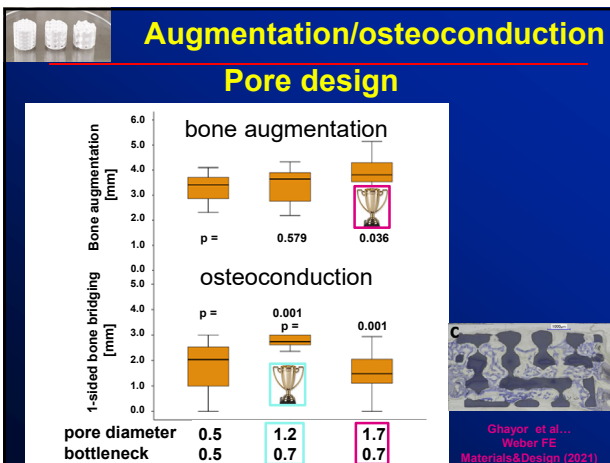 Augmentation/osteoconduction
Pore design
bone augmentation
Bone augmentation
[mm]
6.0
5.0
4.0
3.0
2.0
1.0
0.0
p = 0.579 0.036
osteoconduction
1-sided bone bridging
[mm]
5.0
4.0
3.0
2.0
1.0
0.0
p = 0.001
p = 0.001
pore diameter 0.5 1.2 1.7
bottleneck 0.5 0.7 0.7
C
1000µm
Ghayor et al...
Weber FE
Materials&Design (2021)